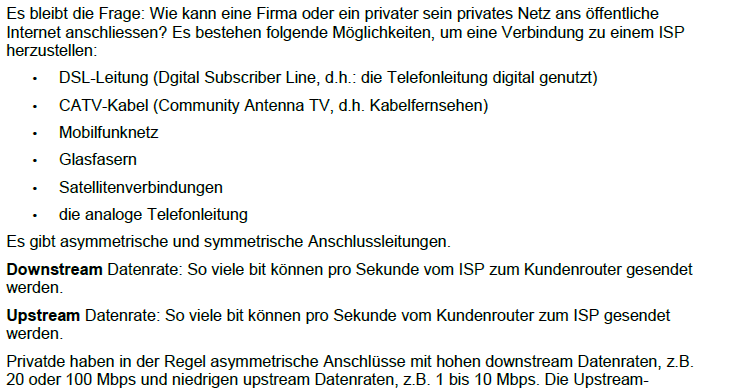 Es bleibt die Frage: Wie kann eine Firma oder ein privater sein privates Netz ans öffentliche
Internet anschliessen? Es bestehen folgende Möglichkeiten, um eine Verbindung zu einem ISP
herzustellen:
• DSL-Leitung (Dgital Subscriber Line, d.h.: die Telefonleitung digital genutzt)
• CATV-Kabel (Community Antenna TV, d.h. Kabelfernsehen)
• Mobilfunknetz
• Glasfasern
• Satellitenverbindungen
• die analoge Telefonleitung
Es gibt asymmetrische und symmetrische Anschlussleitungen.
Downstream Datenrate: So viele bit können pro Sekunde vom ISP zum Kundenrouter gesendet
werden.
Upstream Datenrate: So viele bit können pro Sekunde vom Kundenrouter zum ISP gesendet
werden.
Privatde haben in der Regel asymmetrische Anschlüsse mit hohen downstream Datenraten, z.B.
20 oder 100 Mbps und niedrigen upstream Datenraten, z.B. 1 bis 10 Mbps. Die Upstream-